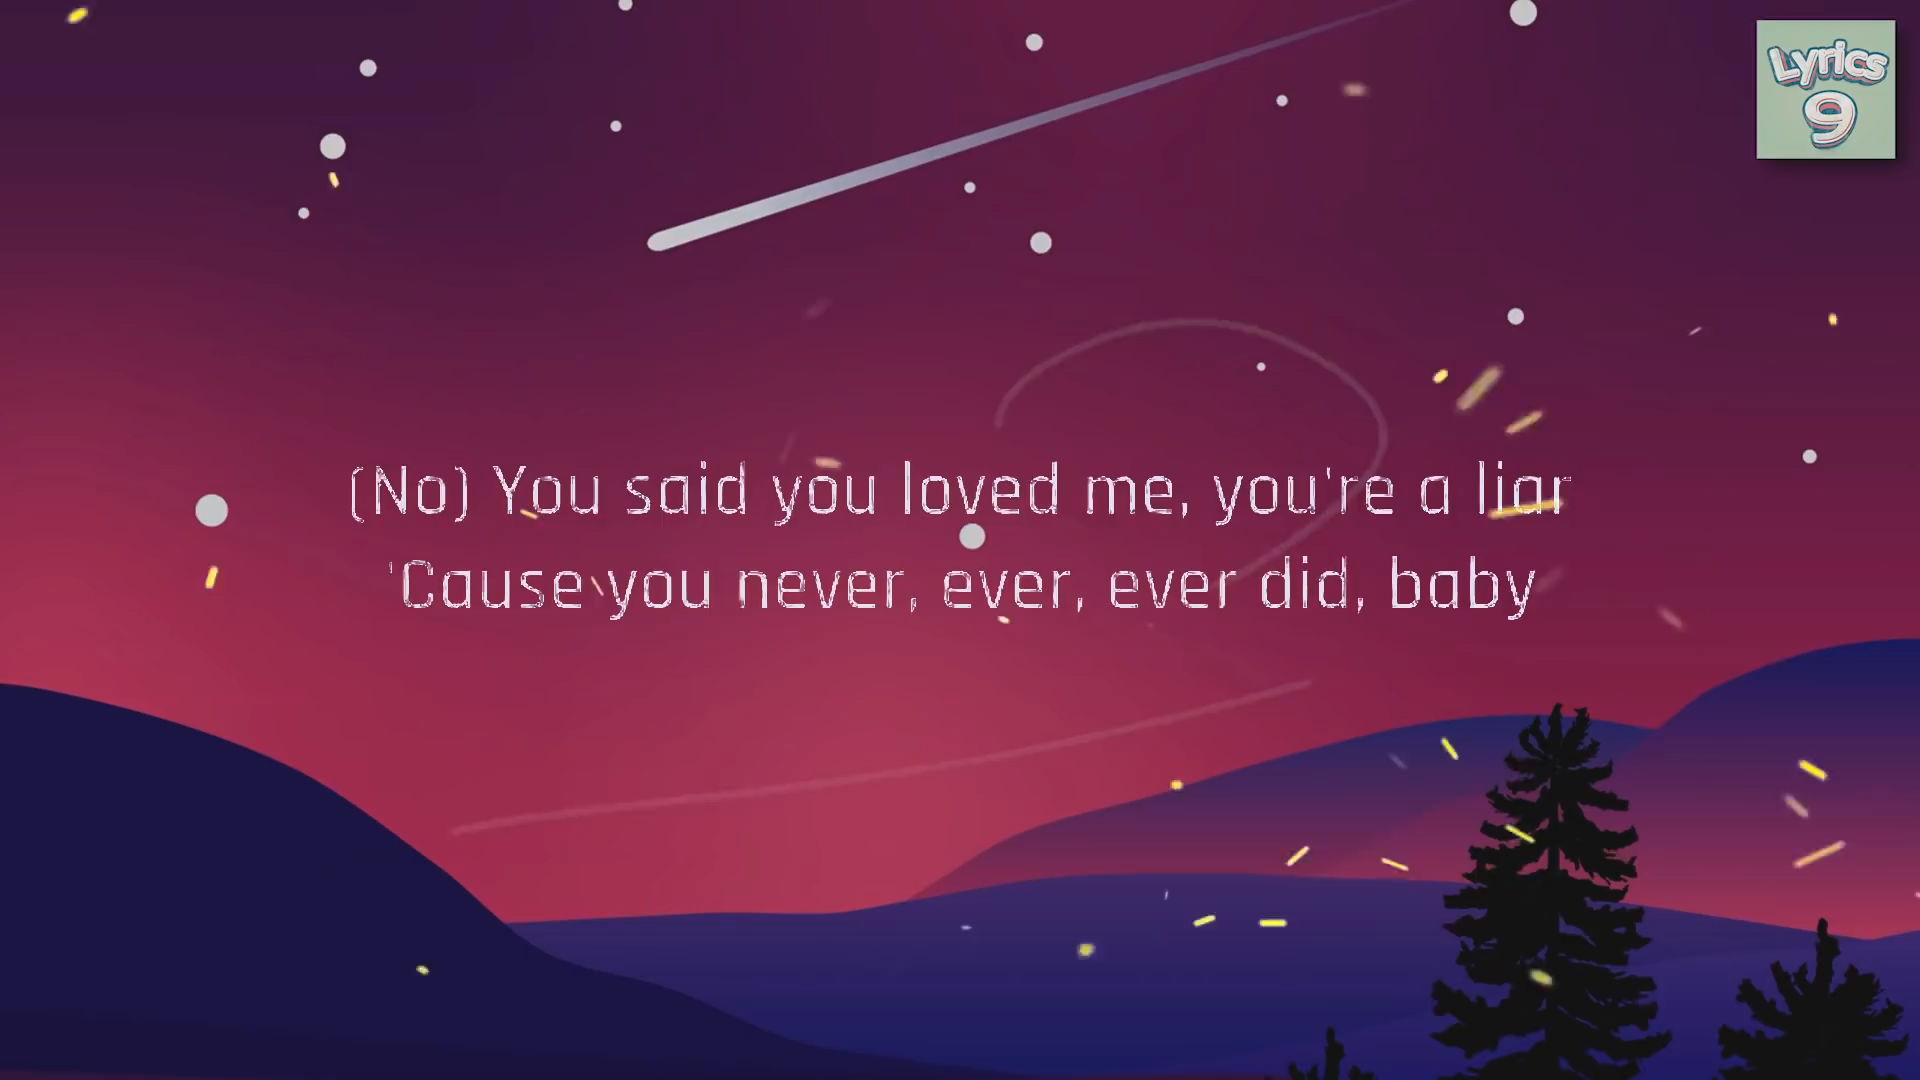 Lyrics
9
(No) You said you loved me, you're a liar
'Cause you never, ever, ever did, baby